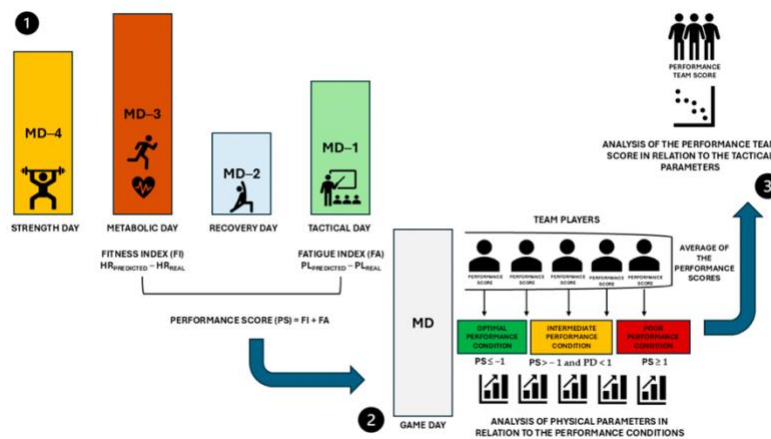 1
MD–4
MD–3
MD–2
MD–1
STRENGTH DAY
METABOLIC DAY
RECOVERY DAY
TACTICAL DAY
FITNESS INDEX (FI)
HRPREDICTED – HRREAL
FATIGUE INDEX (FA)
PLPREDICTED – PLREAL
PERFORMANCE SCORE (PS) = FI + FA
2
MD
GAME DAY
TEAM PLAYERS
PERFORMANCE SCORE
PERFORMANCE SCORE
PERFORMANCE SCORE
PERFORMANCE SCORE
PERFORMANCE SCORE
OPTIMAL PERFORMANCE CONDITION
INTERMEDIATE PERFORMANCE CONDITION
POOR PERFORMANCE CONDITION
PS ≤ –1
PS > – 1 and PD < 1
PS ≥ 1
ANALYSIS OF PHYSICAL PARAMETERS IN
RELATION TO THE PERFORMANCE CONDITIONS
AVERAGE OF
THE
PERFORMANCE
SCORES
3
PERFORMANCE
TEAM SCORE
ANALYSIS OF THE PERFORMANCE TEAM
SCORE IN RELATION TO THE TACTICAL
PARAMETERS